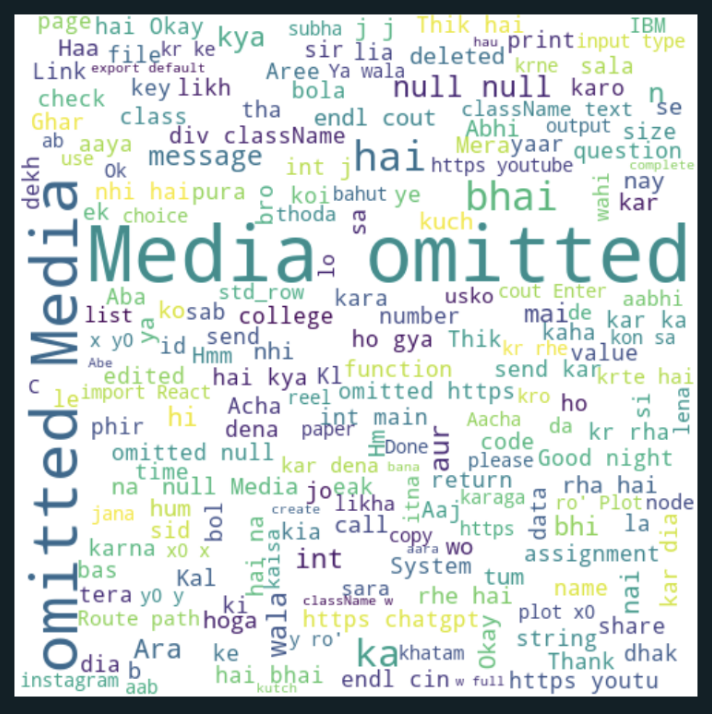 page hai Okay kya subha j j Thik hai IBM
Haa file kr ke sir lia deleted hau print input type
Link export default Aree Ya wala krne sala
key likh bola null null karo n
check class tha endl cout className text se
Ghar div className Abhi output size
ab aaya message int j hai Mera yaar question
use Ok https youtube complete
dekh nhi hai pura bro koi bahut ye bhai wahi nay kar
ek choice thoda sa kuch
Media omitted
omitted Media
lo
Aba std_row kara usko cout Enter aabhi
list ya ko sab college number mai de kar ka
x y0 id send nhi ho gya Thik kaha kon sa
Abe Hmm kr rhe value
C edited hai kya Kl function send kar krte hai
le import React reel omitted https kro ho si lena
phir hi Acha int main Aacha da kr rha
dena paper Hm Done aur code
omitted null please Good night
time kar dena bana return rha hai
na null Media jo eak itna karaga data ro' Plot node
jana hum bol create likha Aaj https
sid hai na kaisa kia call copy wo bhi la
karna x0 x aara assignment kar dia
bas Kal int System tum nai
tera y0 y ki sara rhe hai name
Route path hoga wala className w https chatgpt plot x0 share
y ro' string
Ara ke ka khatam Okay Thank dhak
dia b hai bhai endl cin w full https youtu
instagram aab kutch